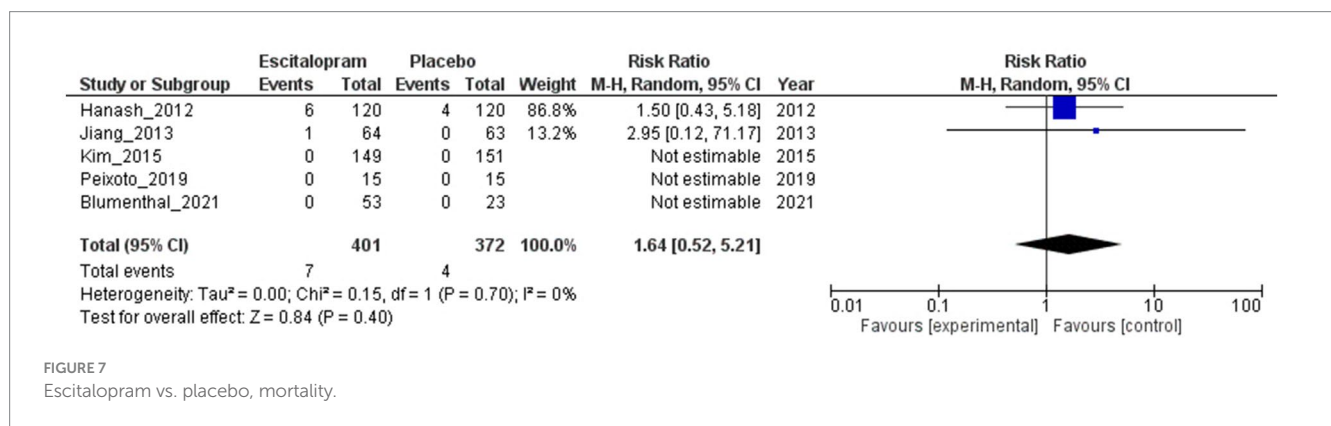 Escitalopram Placebo Risk Ratio Risk Ratio
Study or Subgroup Events Total Events Total Weight M-H, Random, 95% CI Year M-H, Random, 95% CI
Hanash_2012 6 120 4 120 86.8% 1.50 [0.43, 5.18] 2012
Jiang_2013 1 64 0 63 13.2% 2.95 [0.12, 71.17] 2013
Kim_2015 0 149 0 151 Not estimable 2015
Peixoto_2019 0 15 0 15 Not estimable 2019
Blumenthal_2021 0 53 0 23 Not estimable 2021
Total (95% CI) 401 372 100.0% 1.64 [0.52, 5.21]
Total events 7 4
Heterogeneity: Tau² = 0.00; Chi² = 0.15, df = 1 (P = 0.70); I² = 0%
Test for overall effect: Z = 0.84 (P = 0.40)
0.01 0.1 1 10 100
Favours [experimental] Favours [control]
FIGURE 7
Escitalopram vs. placebo, mortality.